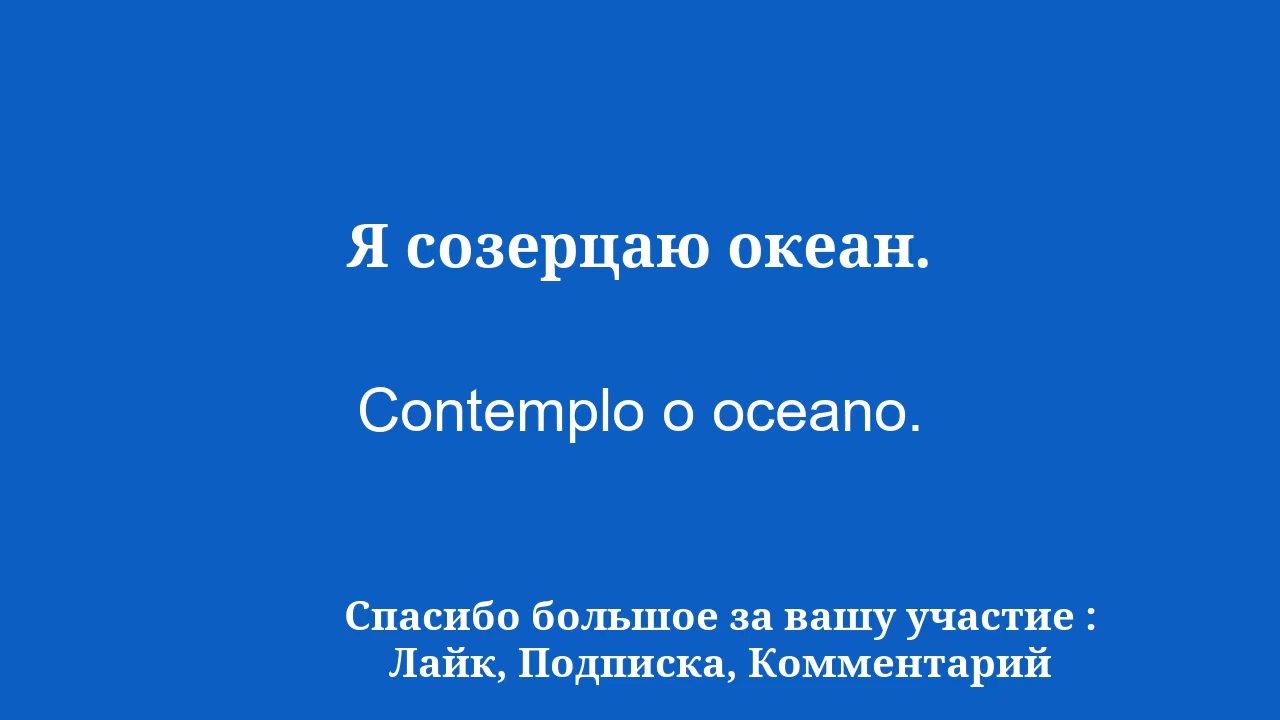 Я созерцаю океан.
Contemplo o oceano.
Спасибо большое за вашу участие :
Лайк, Подписка, Комментарий